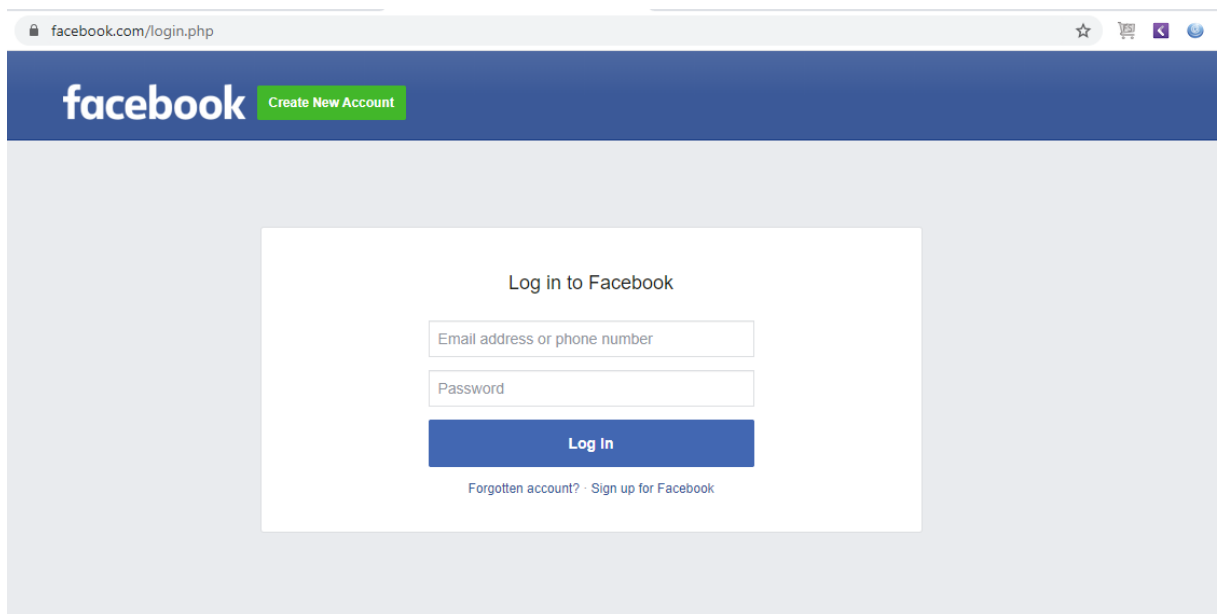 facebook.com/login.php
facebook Create New Account
Log in to Facebook
Email address or phone number
Password
Log In
Forgotten account? · Sign up for Facebook